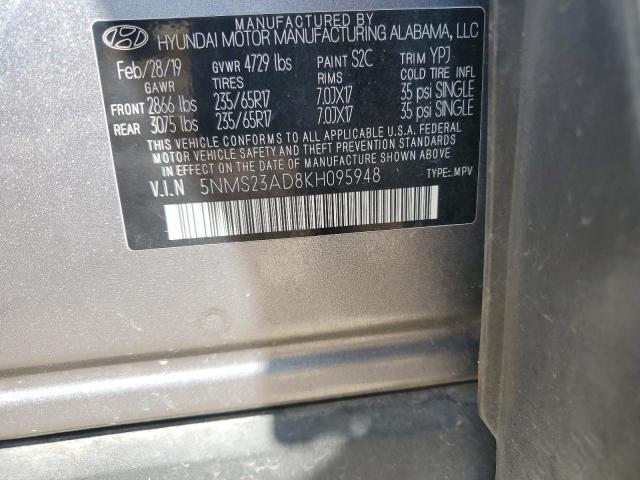 MANUFACTURED BY
HYUNDAI MOTOR MANUFACTURING ALABAMA, LLC
Feb/28/19 GVWR 4729 lbs PAINT S2C TRIM YPJ
GAWR TIRES RIMS COLD TIRE INFL
FRONT 2866 lbs 235/65R17 7.0JX17 35 psi SINGLE
REAR 3075 lbs 235/65R17 7.0JX17 35 psi SINGLE
THIS VEHICLE CONFORMS TO ALL APPLICABLE U.S.A. FEDERAL
MOTOR VEHICLE SAFETY AND THEFT PREVENTION STANDARDS
IN EFFECT ON THE DATE OF MANUFACTURE SHOWN ABOVE.
V.I.N 5NMS23AD8KH095948 TYPE:.MPV